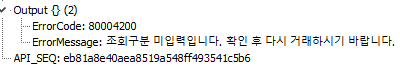 Output {} (2)
ErrorCode: 80004200
ErrorMessage: 조회구분 미입력입니다. 확인 후 다시 거래하시기 바랍니다.
API_SEQ: eb81a8e40aea8519a548ff493541c5b6